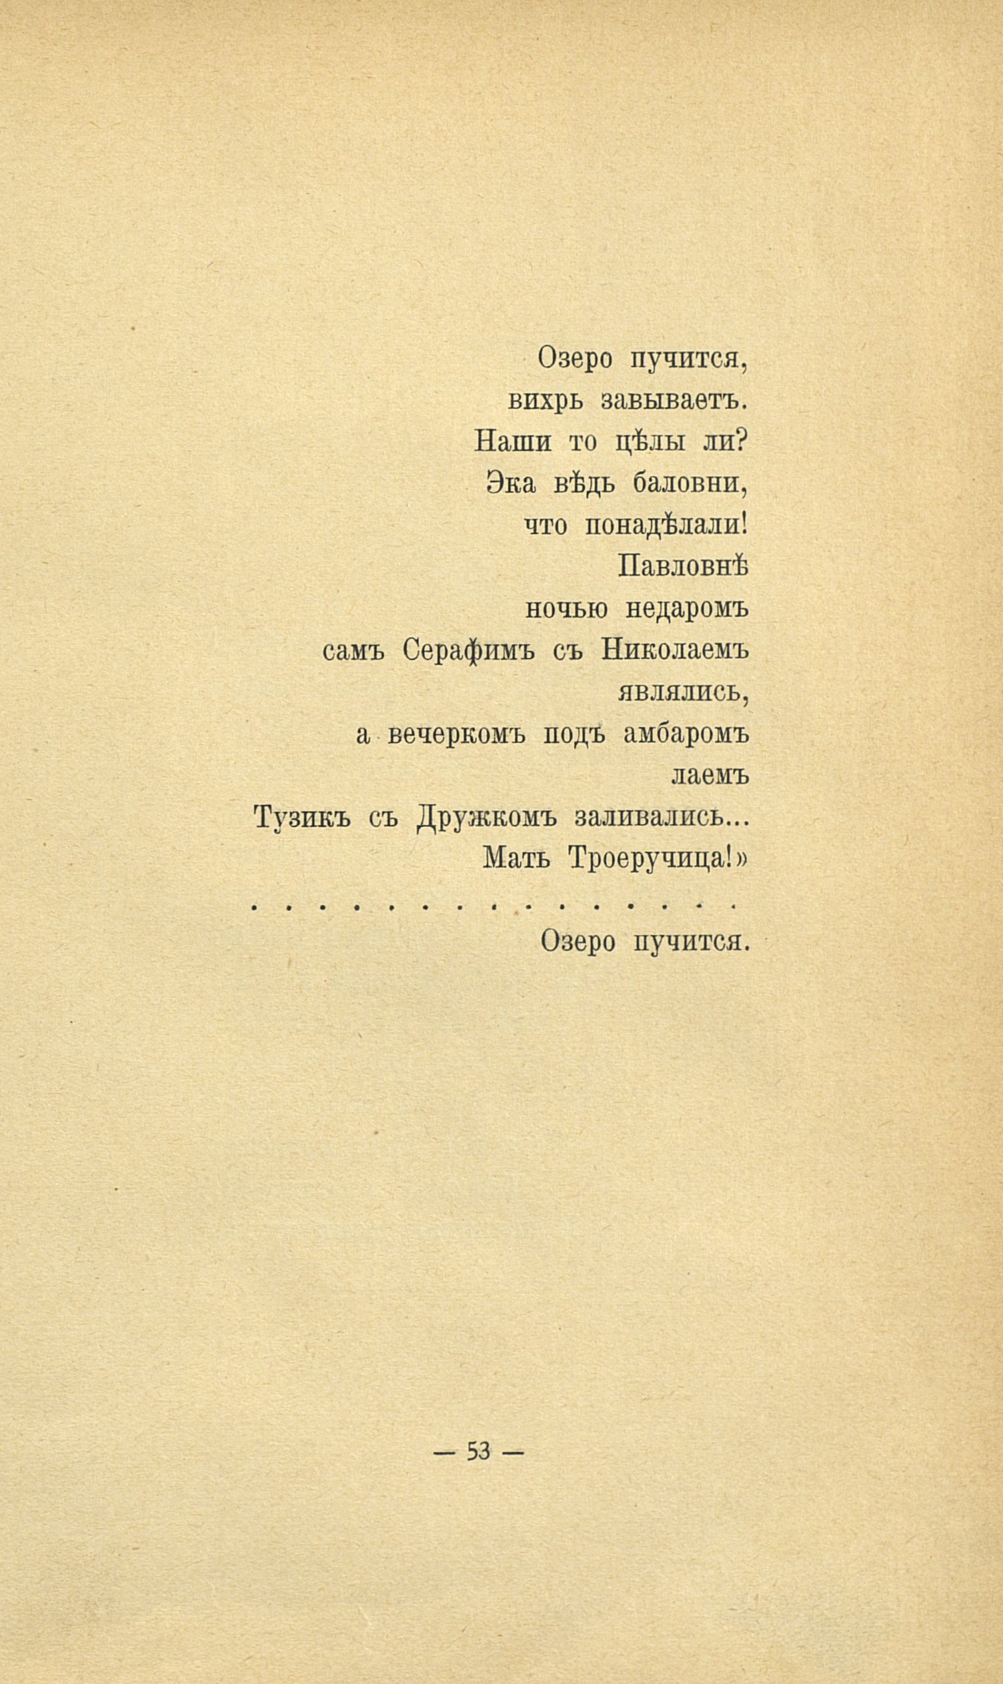 Озеро пучится,
вихрь завываетъ.
Наши то цѣлы ли?
Эка вѣдь баловни,
что понадѣлали!
Павловнѣ
ночью недаромъ
самъ Серафимъ съ Николаемъ
являлись,
а вечеркомъ подъ амбаромъ
лаемъ
Тузикъ съ Дружкомъ заливались...
Мать Троеручица!»
. . . . . . . . . . . . . . .
Озеро пучится.
— 53 —